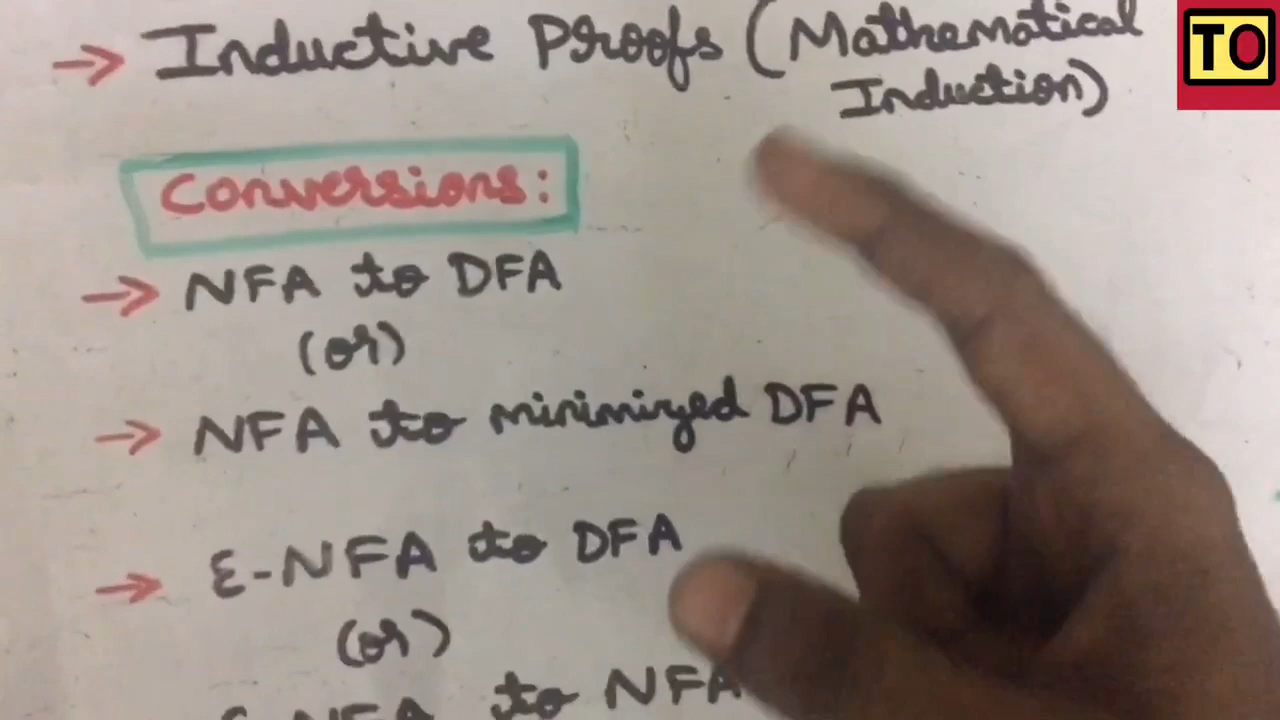 → Inductive Proofs (Mathematical
Induction)
TO
Conversions:
→ NFA to DFA
(or)
→ NFA to minimized DFA
→ ε-NFA to DFA
(or)
ε-NFA to NFA